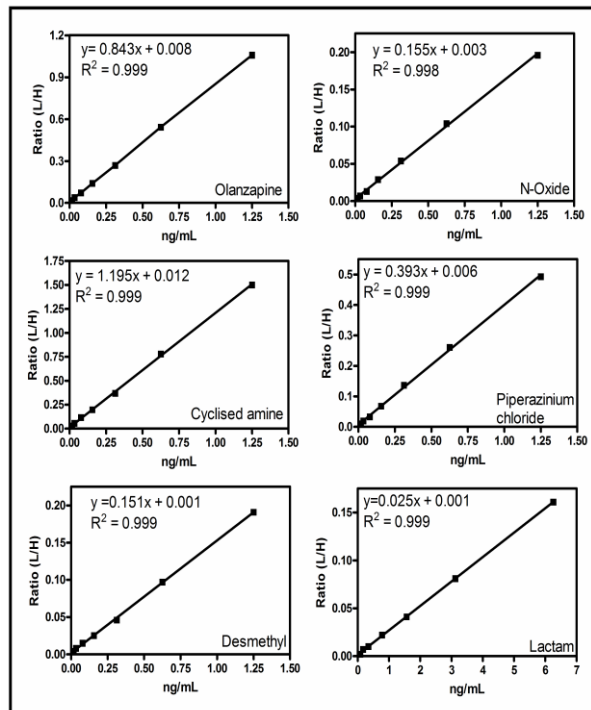 y= 0.843x + 0.008
R² = 0.999
1.2
0.9
0.6
0.3
0.0
Ratio (L/H)
Olanzapine
0.00 0.25 0.50 0.75 1.00 1.25 1.50
ng/mL
y = 0.155x + 0.003
R² = 0.998
0.20
0.15
0.10
0.05
0.00
Ratio (L/H)
N-Oxide
0.00 0.25 0.50 0.75 1.00 1.25 1.50
ng/mL
y = 1.195x + 0.012
R² = 0.999
1.75
1.50
1.25
1.00
0.75
0.50
0.25
0.00
Ratio (L/H)
Cyclised amine
0.00 0.25 0.50 0.75 1.00 1.25 1.50
ng/mL
y = 0.393x + 0.006
R² = 0.999
0.5
0.4
0.3
0.2
0.1
0.0
Ratio (L/H)
Piperazinium
chloride
0.00 0.25 0.50 0.75 1.00 1.25 1.50
ng/mL
y =0.151x + 0.001
R² = 0.999
0.20
0.15
0.10
0.05
0.00
Ratio (L/H)
Desmethyl
0.00 0.25 0.50 0.75 1.00 1.25 1.50
ng/mL
y=0.025x + 0.001
R² = 0.999
0.15
0.10
0.05
0.00
Ratio (L/H)
Lactam
0 1 2 3 4 5 6 7
ng/mL